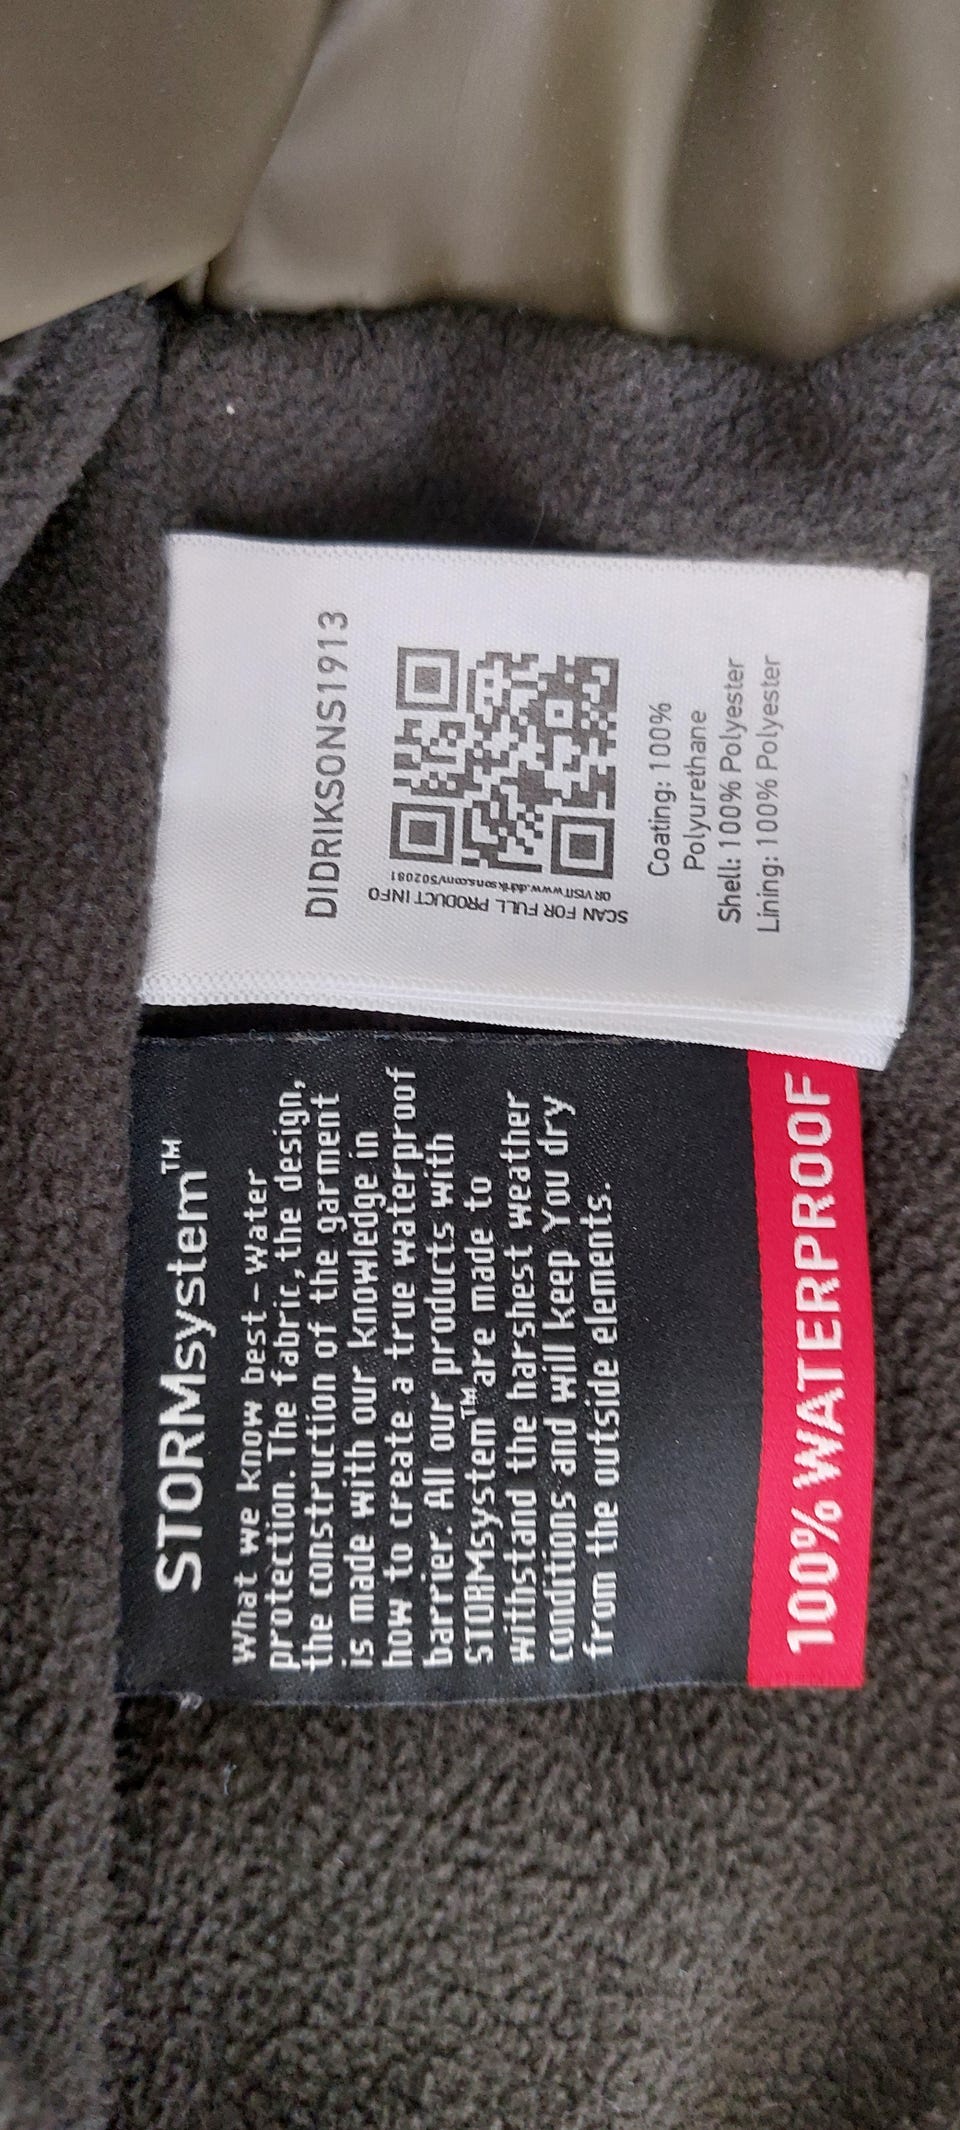 STORMsystem™
What we know best – Water
protection. The fabric, the design,
the construction of the garment
is made with our knowledge in
how to create a true waterproof
barrier. All our products with
STORMsystem™ are made to
withstand the harshest weather
conditions and will keep You dry
from the outside elements.
100% WATERPROOF
DIDRIKSONS1913
SCAN FOR FULL PRODUCT INFO
OR VISIT www.didriksons.com/502081
Coating: 100%
Polyurethane
Shell: 100% Polyester
Lining: 100% Polyester